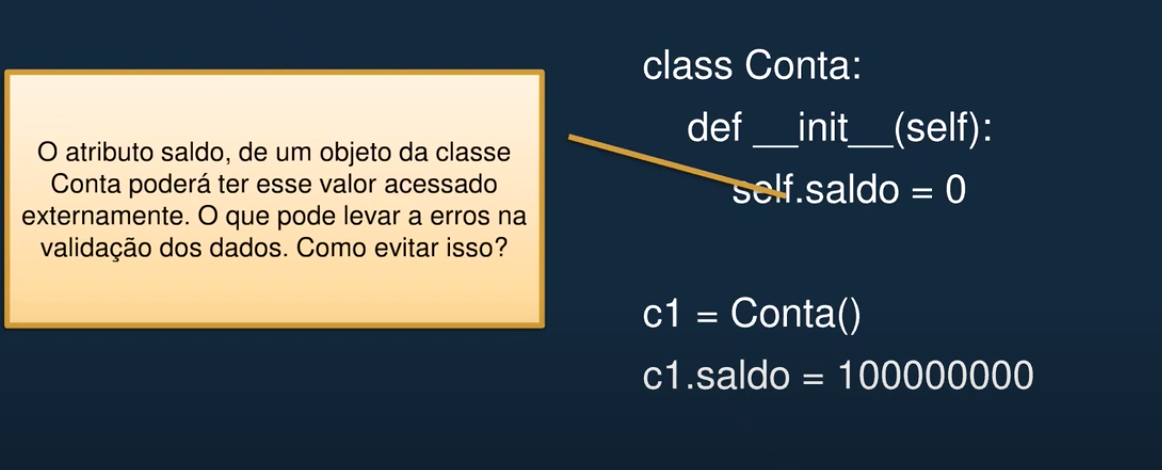 O atributo saldo, de um objeto da classe
Conta poderá ter esse valor acessado
externamente. O que pode levar a erros na
validação dos dados. Como evitar isso?
class Conta:
def __init__(self):
self.saldo = 0
c1 = Conta()
c1.saldo = 100000000